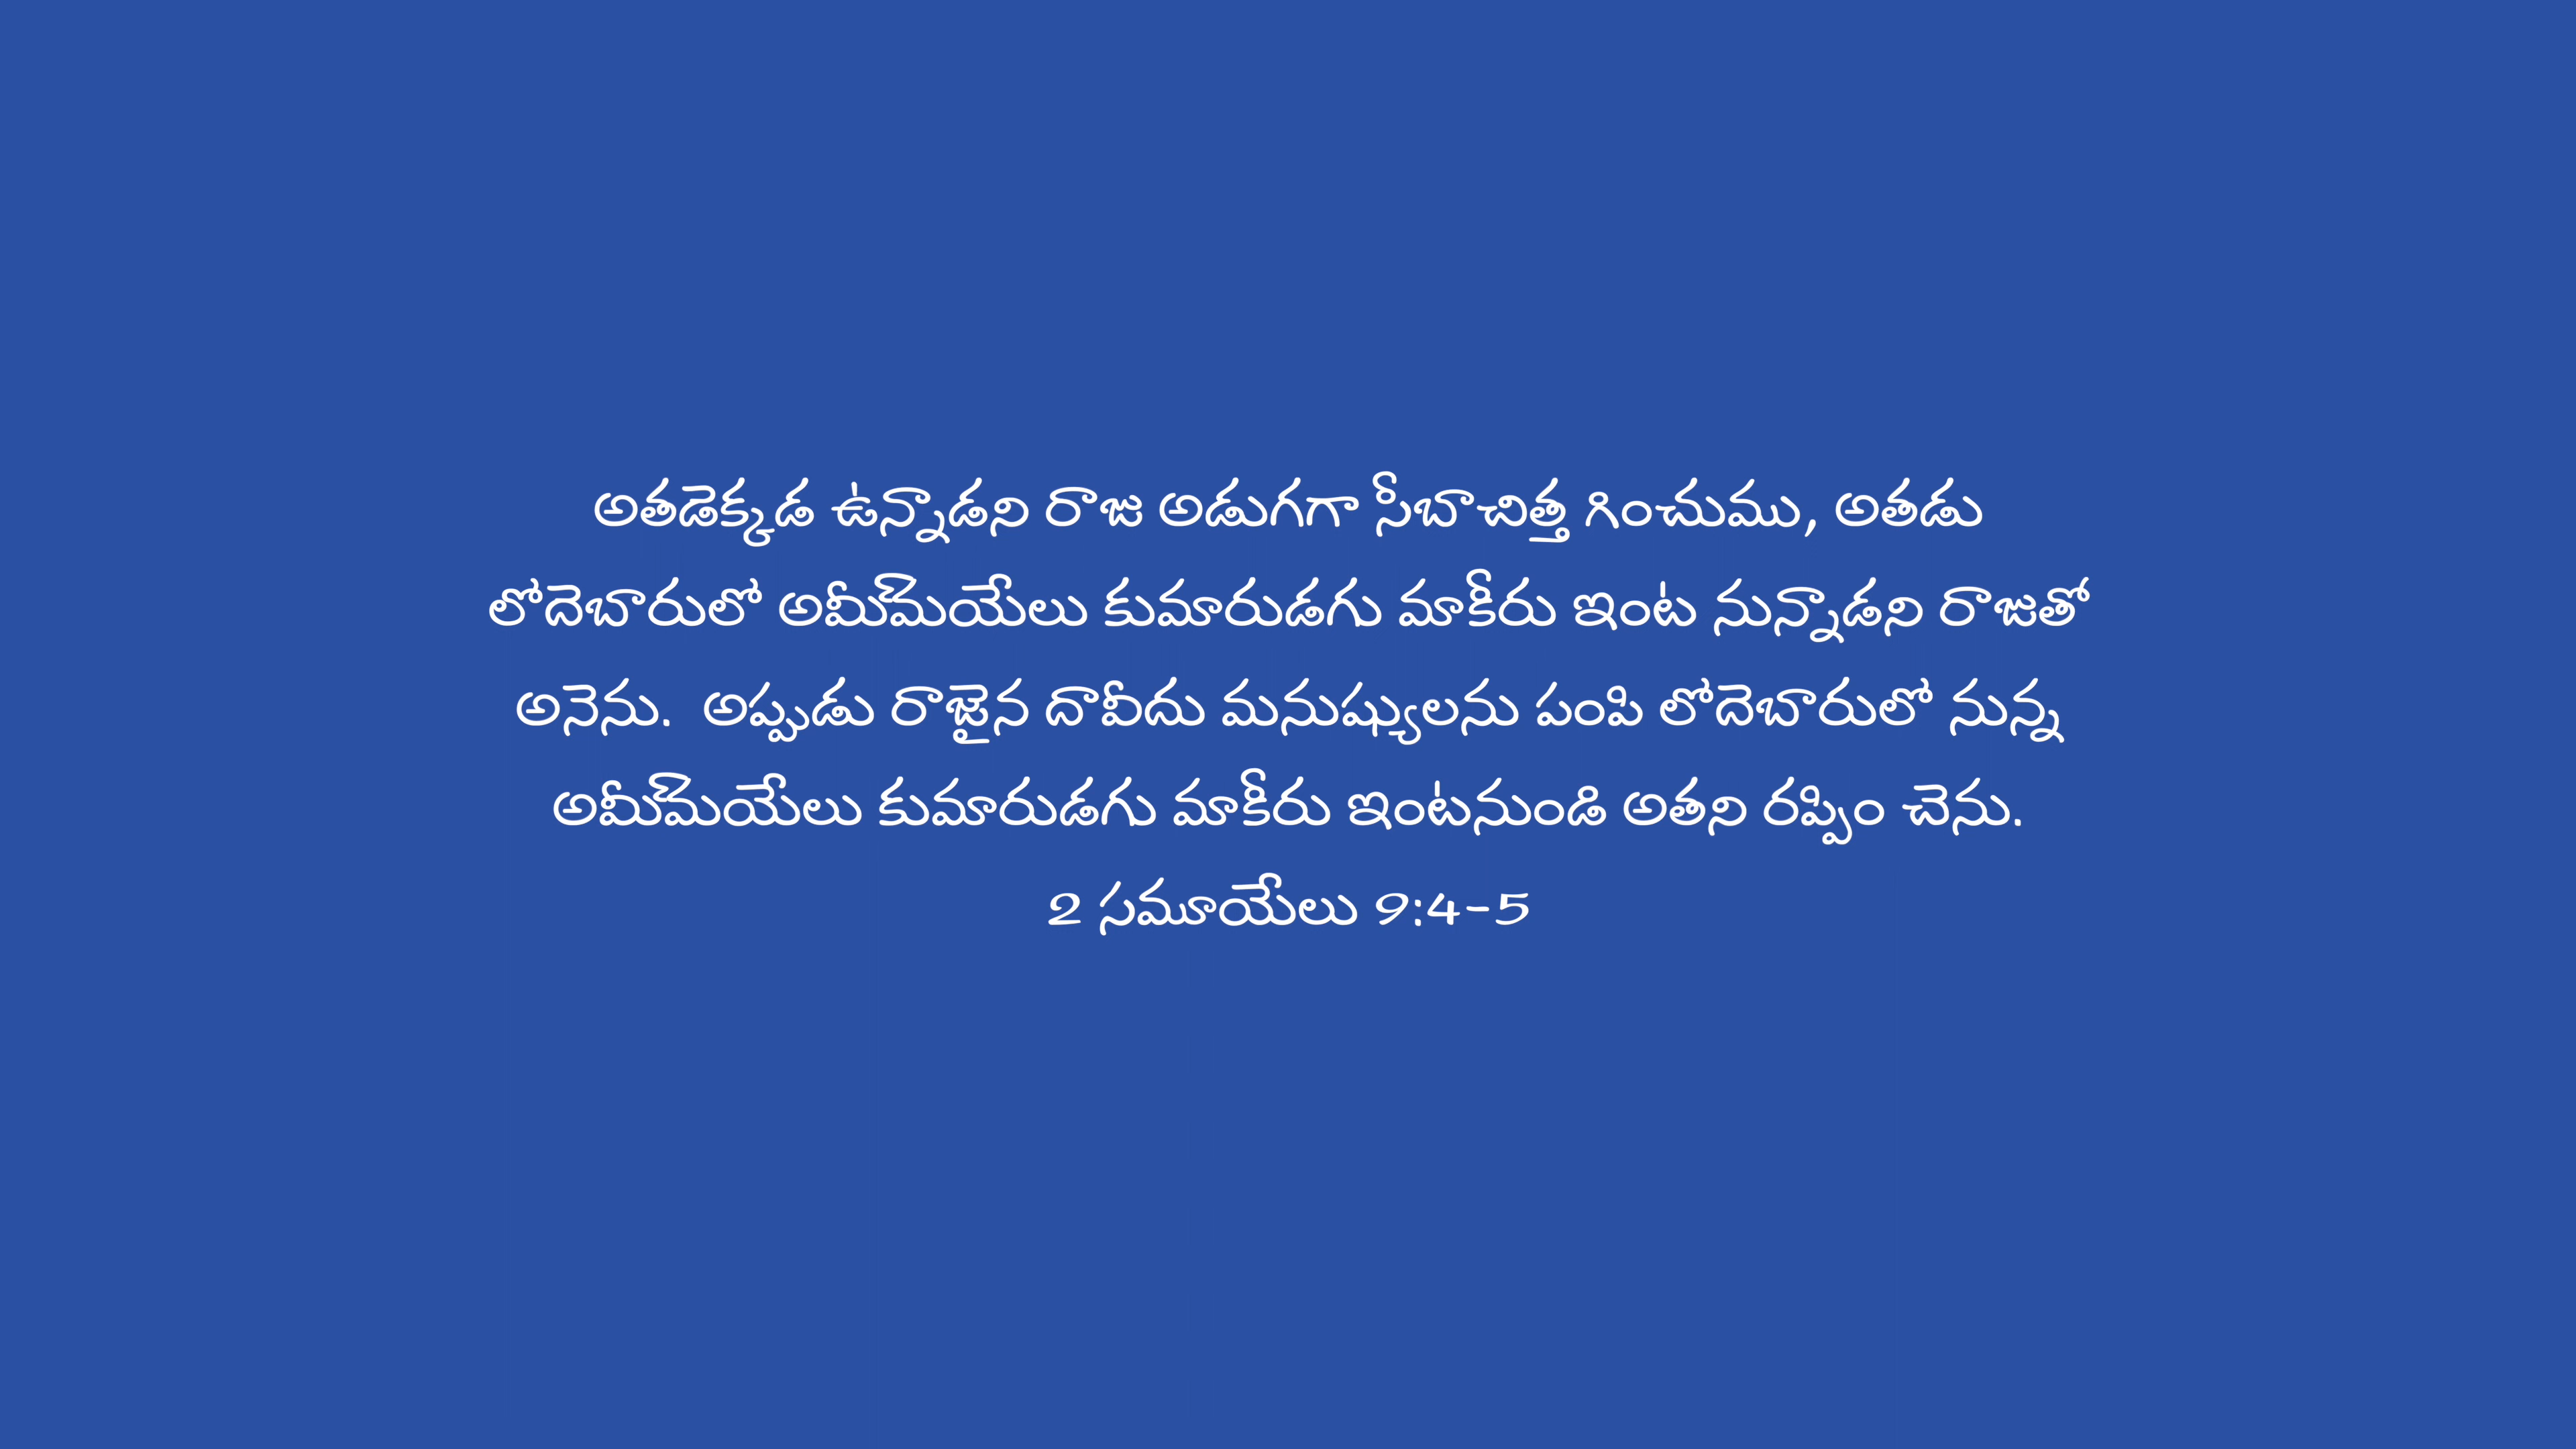 అతడెక్కడ ఉన్నాడని రాజు అడుగగా సీబాచిత్త గించుము, అతడు
లోదెబారులో అమీ్మయేలు కుమారుడగు మాకీరు ఇంట నున్నాడని రాజుతో
అనెను.  అప్పుడు రాజైన దావీదు మనుష్యులను పంపి లోదెబారులో నున్న
అమీ్మయేలు కుమారుడగు మాకీరు ఇంటనుండి అతని రప్పిం చెను.
2 సమూయేలు 9:4-5